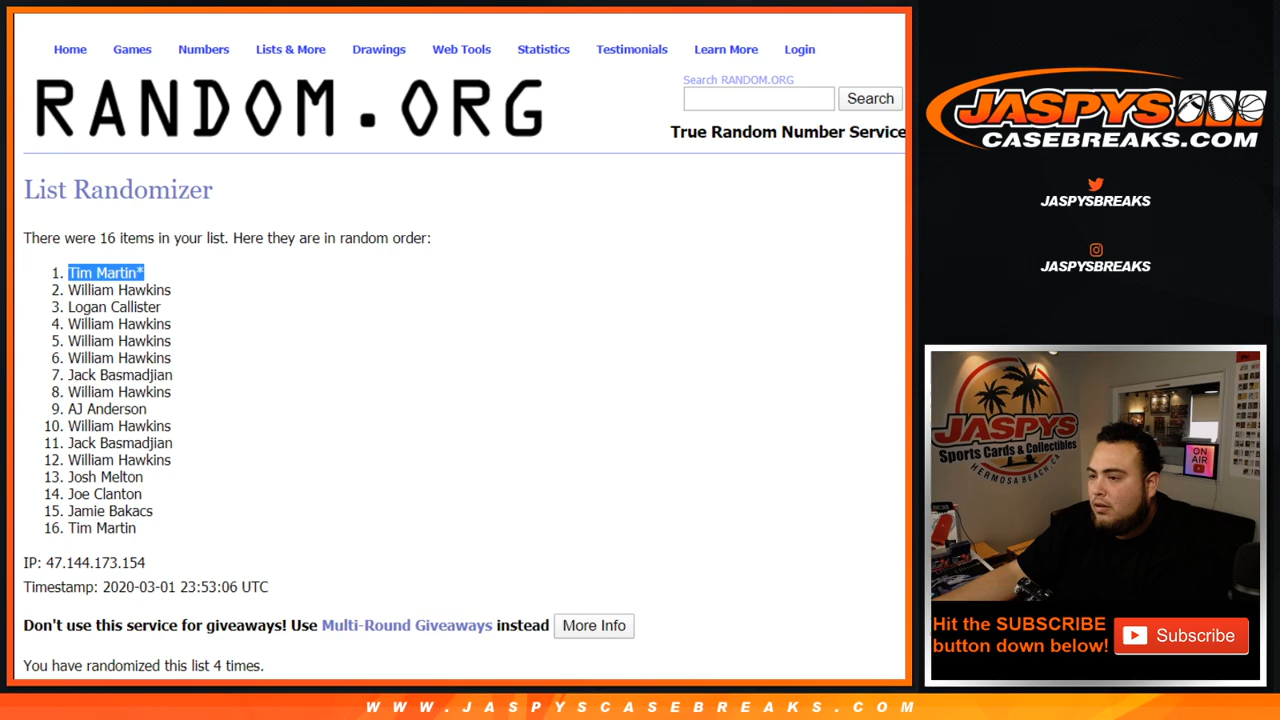 Home Games Numbers Lists & More Drawings Web Tools Statistics Testimonials Learn More Login
RANDOM.ORG
Search RANDOM.ORG
Search
True Random Number Service
List Randomizer
There were 16 items in your list. Here they are in random order:
1. Tim Martin*
2. William Hawkins
3. Logan Callister
4. William Hawkins
5. William Hawkins
6. William Hawkins
7. Jack Basmadjian
8. William Hawkins
9. AJ Anderson
10. William Hawkins
11. Jack Basmadjian
12. William Hawkins
13. Josh Melton
14. Joe Clanton
15. Jamie Bakacs
16. Tim Martin
IP: 47.144.173.154
Timestamp: 2020-03-01 23:53:06 UTC
Don't use this service for giveaways! Use Multi-Round Giveaways instead More Info
You have randomized this list 4 times.
JASPYS
CASEBREAKS.COM
JASPYSBREAKS
JASPYSBREAKS
JASPYS
Sports Cards & Collectibles
HERMOSA BEACH, CA
ON AIR
Hit the SUBSCRIBE
button down below!
Subscribe
WWW.JASPYSCASEBREAKS.COM